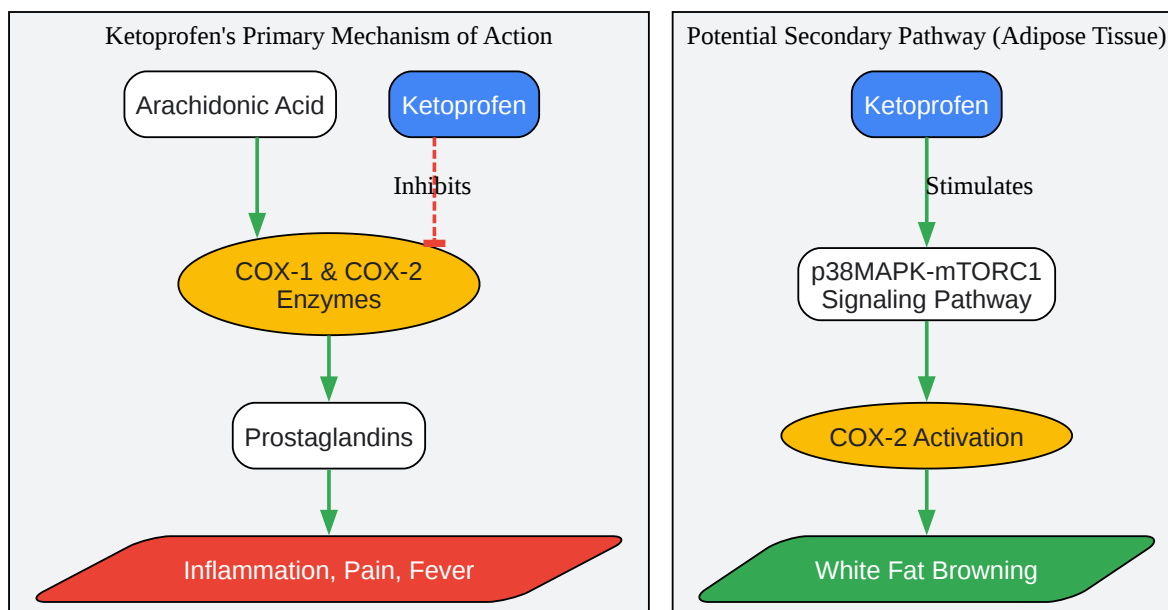 Ketoprofen's Primary Mechanism of Action
Arachidonic Acid
Ketoprofen
Inhibits
COX-1 & COX-2
Enzymes
Prostaglandins
Inflammation, Pain, Fever
Potential Secondary Pathway (Adipose Tissue)
Ketoprofen
Stimulates
p38MAPK-mTORC1
Signaling Pathway
COX-2 Activation
White Fat Browning